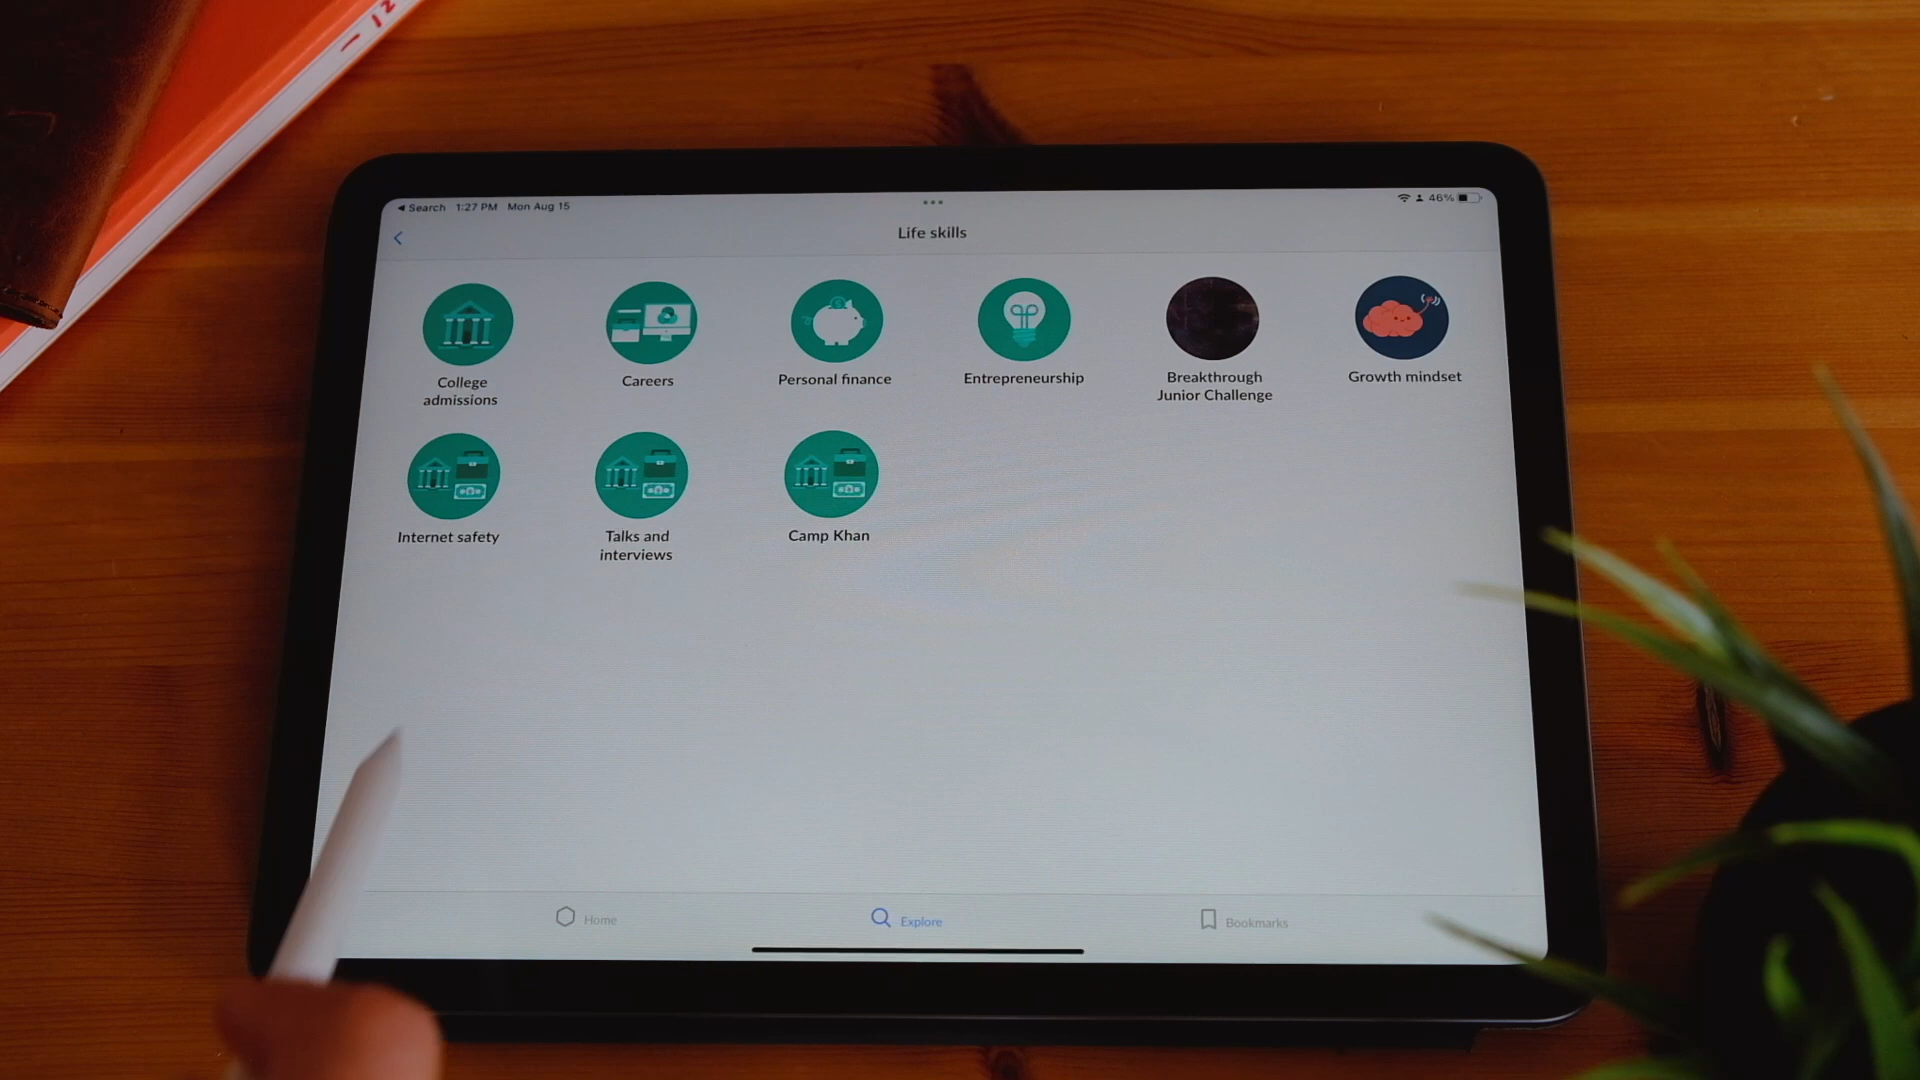 ◀ Search 1:27 PM Mon Aug 15
46%
Life skills
College
admissions
Careers
Personal finance
Entrepreneurship
Breakthrough
Junior Challenge
Growth mindset
Internet safety
Talks and
interviews
Camp Khan
Home
Explore
Bookmarks